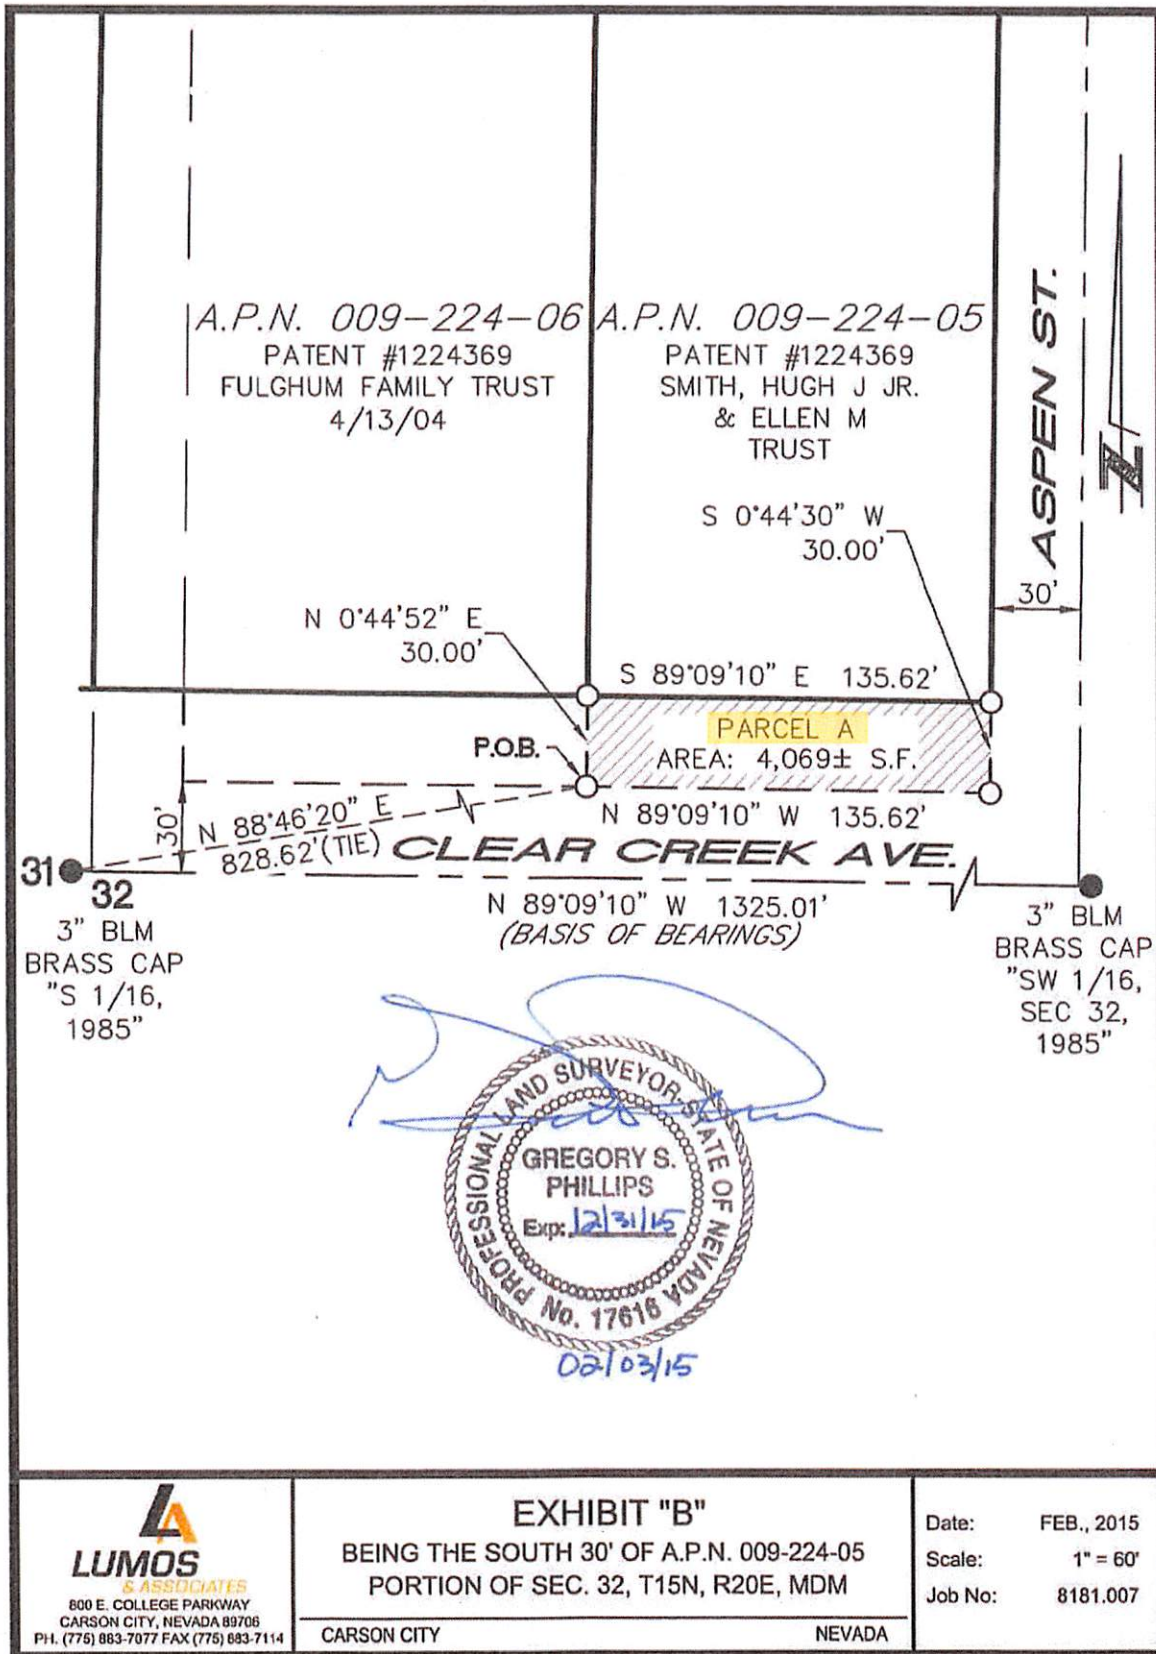 A.P.N. 009-224-06
PATENT #1224369
FULGHUM FAMILY TRUST
4/13/04
A.P.N. 009-224-05
PATENT #1224369
SMITH, HUGH J JR.
& ELLEN M
TRUST
ASPEN ST.
N
S 0°44'30" W
30.00'
30'
N 0°44'52" E
30.00'
S 89°09'10" E 135.62'
PARCEL A
AREA: 4,069± S.F.
P.O.B.
N 89°09'10" W 135.62'
30'
N 88°46'20" E
828.62'(TIE)
CLEAR CREEK AVE.
31
32
3" BLM
BRASS CAP
"S 1/16,
1985"
N 89°09'10" W 1325.01'
(BASIS OF BEARINGS)
3" BLM
BRASS CAP
"SW 1/16,
SEC 32,
1985"
PROFESSIONAL LAND SURVEYOR-STATE OF NEVADA
GREGORY S.
PHILLIPS
Exp: 12/31/15
No. 17616
02/03/15
LA
LUMOS
& ASSOCIATES
800 E. COLLEGE PARKWAY
CARSON CITY, NEVADA 89706
PH. (775) 883-7077 FAX (775) 883-7114
EXHIBIT "B"
BEING THE SOUTH 30' OF A.P.N. 009-224-05
PORTION OF SEC. 32, T15N, R20E, MDM
CARSON CITY NEVADA
Date: FEB., 2015
Scale: 1" = 60'
Job No: 8181.007